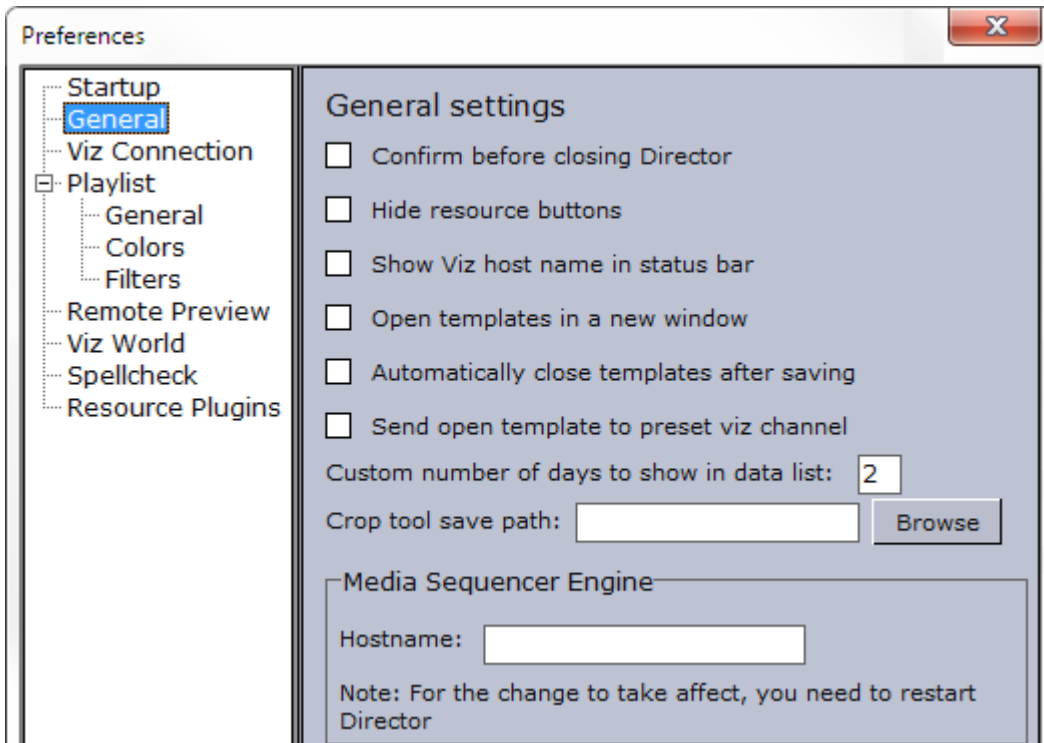 Preferences
Startup
General
Viz Connection
Playlist
General
Colors
Filters
Remote Preview
Viz World
Spellcheck
Resource Plugins
General settings
Confirm before closing Director
Hide resource buttons
Show Viz host name in status bar
Open templates in a new window
Automatically close templates after saving
Send open template to preset viz channel
Custom number of days to show in data list: 2
Crop tool save path: Browse
Media Sequencer Engine
Hostname:
Note: For the change to take affect, you need to restart
Director